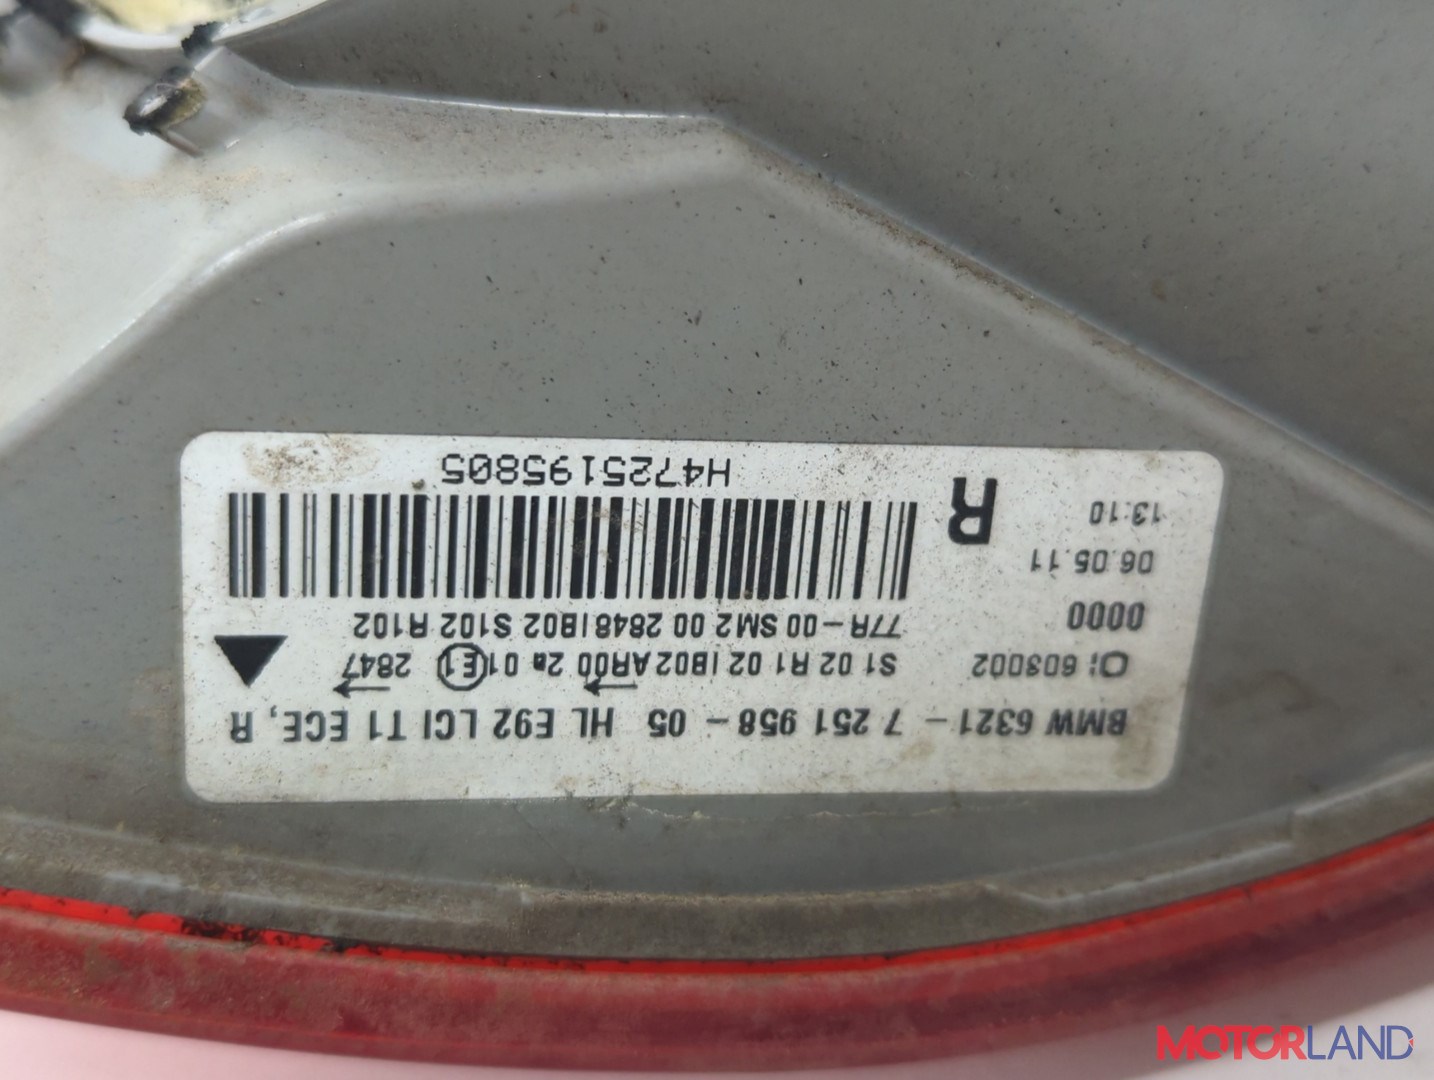 BMW 6321 - 7 251 958 - 05 HL E92 LCI T1 ECE, R
Q: 603002 S1 02 R1 02 IB02 AR00 2a 01 E1 2847
0000 77R-00 SM2 00 2848 IB02 S102 R102
06.05.11
13:10 R
H4725195805
MOTORLAND